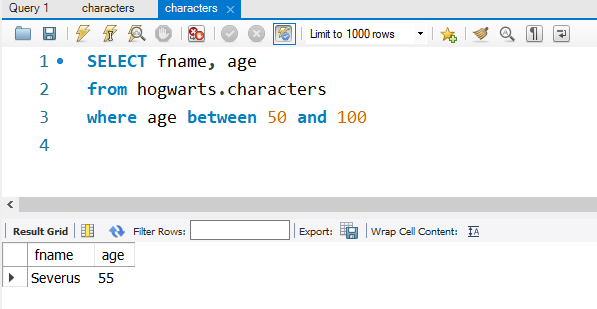 Query 1 characters characters
Limit to 1000 rows
1 SELECT fname, age
2 from hogwarts.characters
3 where age between 50 and 100
4
Result Grid Filter Rows: Export: Wrap Cell Content: IA
fname age
Severus 55